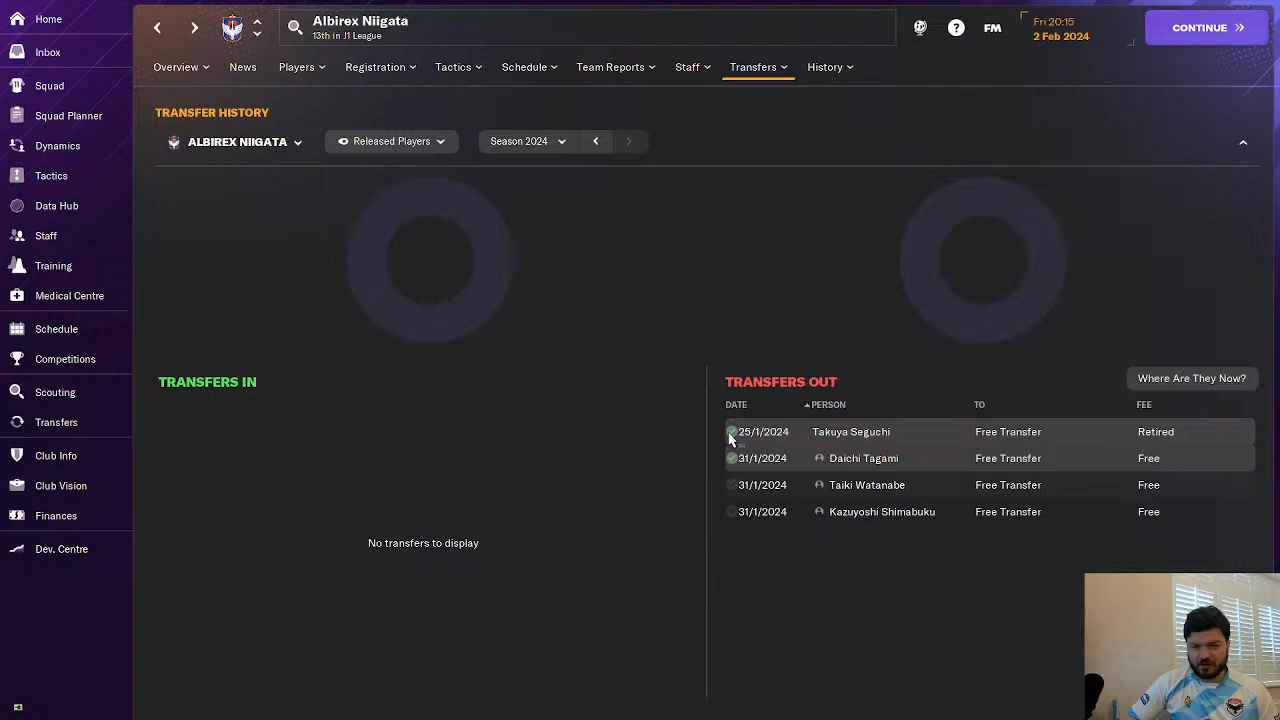 Home
Albirex Niigata
13th in J1 League
FM
Fri 20:15
2 Feb 2024
CONTINUE
Inbox
Squad
Squad Planner
Dynamics
Tactics
Data Hub
Staff
Training
Medical Centre
Schedule
Competitions
Scouting
Transfers
Club Info
Club Vision
Finances
Dev. Centre
Overview News Players Registration Tactics Schedule Team Reports Staff Transfers History
TRANSFER HISTORY
ALBIREX NIIGATA Released Players Season 2024
TRANSFERS IN
No transfers to display
TRANSFERS OUT Where Are They Now?
DATE PERSON TO FEE
25/1/2024 Takuya Seguchi Free Transfer Retired
31/1/2024 Daichi Tagami Free Transfer Free
31/1/2024 Taiki Watanabe Free Transfer Free
31/1/2024 Kazuyoshi Shimabuku Free Transfer Free